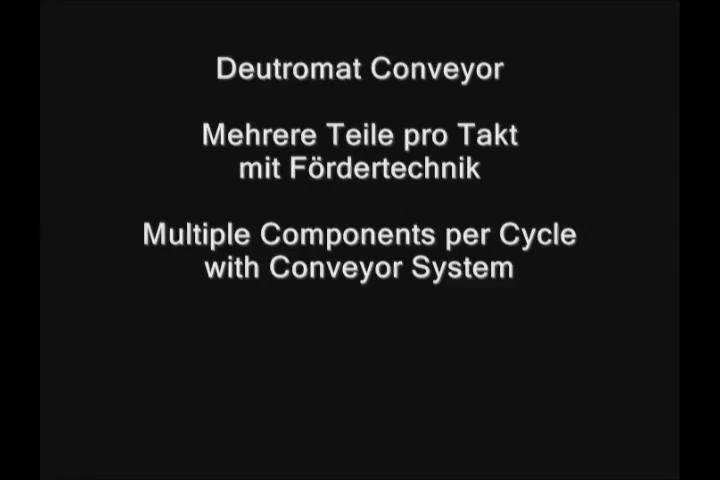 Deutromat Conveyor
Mehrere Teile pro Takt
mit Fördertechnik
Multiple Components per Cycle
with Conveyor System